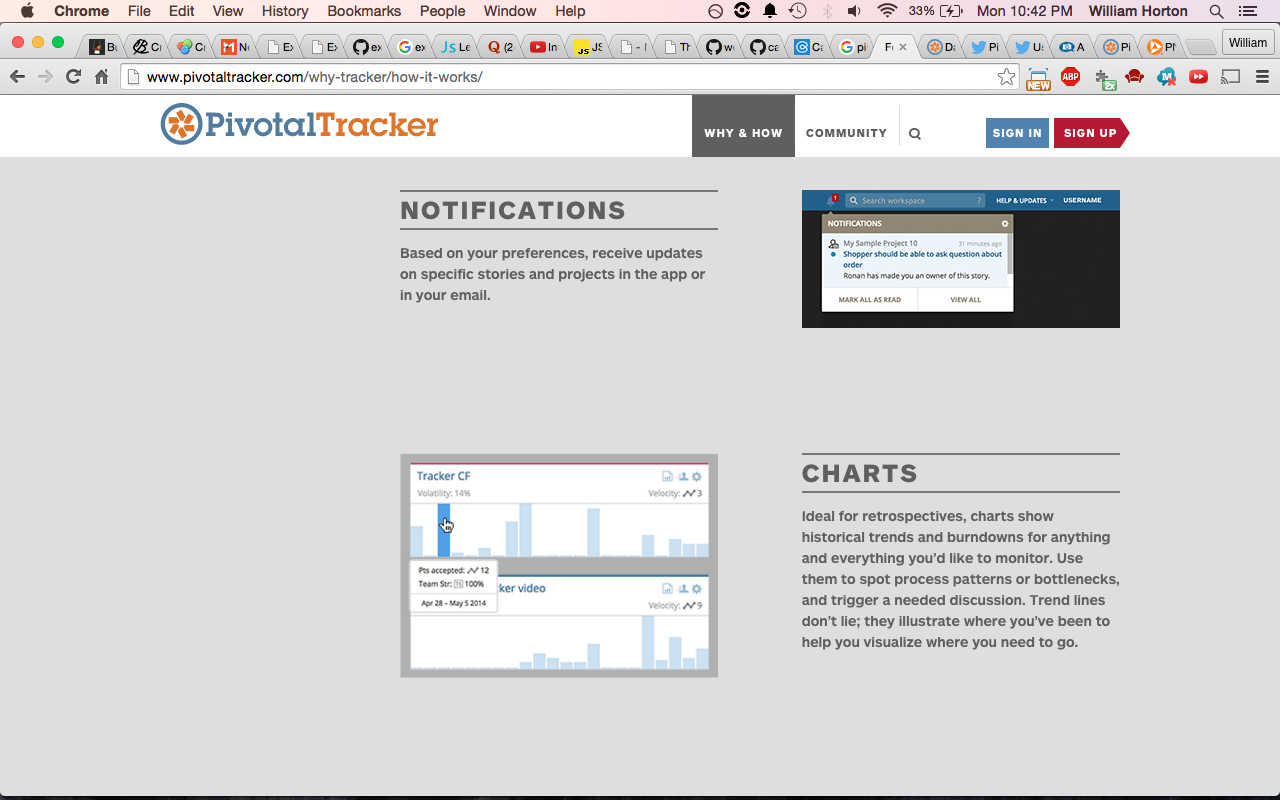 Chrome File Edit View History Bookmarks People Window Help 33% Mon 10:42 PM William Horton
Bu Cr Cr No Ex Ex ex G ex Js Le Q (2 In JS JS - I Th we ca Ca G pi Fe Da Pi Us A Pi Pl William
www.pivotaltracker.com/why-tracker/how-it-works/
NEW ABP 2x M
PivotalTracker
WHY & HOW
COMMUNITY
SIGN IN
SIGN UP
NOTIFICATIONS
Based on your preferences, receive updates
on specific stories and projects in the app or
in your email.
1 Search workspace ? HELP & UPDATES USERNAME
NOTIFICATIONS
My Sample Project 10 31 minutes ago
Shopper should be able to ask question about
order
Ronan has made you an owner of this story.
MARK ALL AS READ VIEW ALL
Tracker CF
Volatility: 14% Velocity: 3
Pts accepted: 12
Team Str: 100%
Apr 28 – May 5 2014
ker video
Velocity: 9
CHARTS
Ideal for retrospectives, charts show
historical trends and burndowns for anything
and everything you'd like to monitor. Use
them to spot process patterns or bottlenecks,
and trigger a needed discussion. Trend lines
don't lie; they illustrate where you've been to
help you visualize where you need to go.